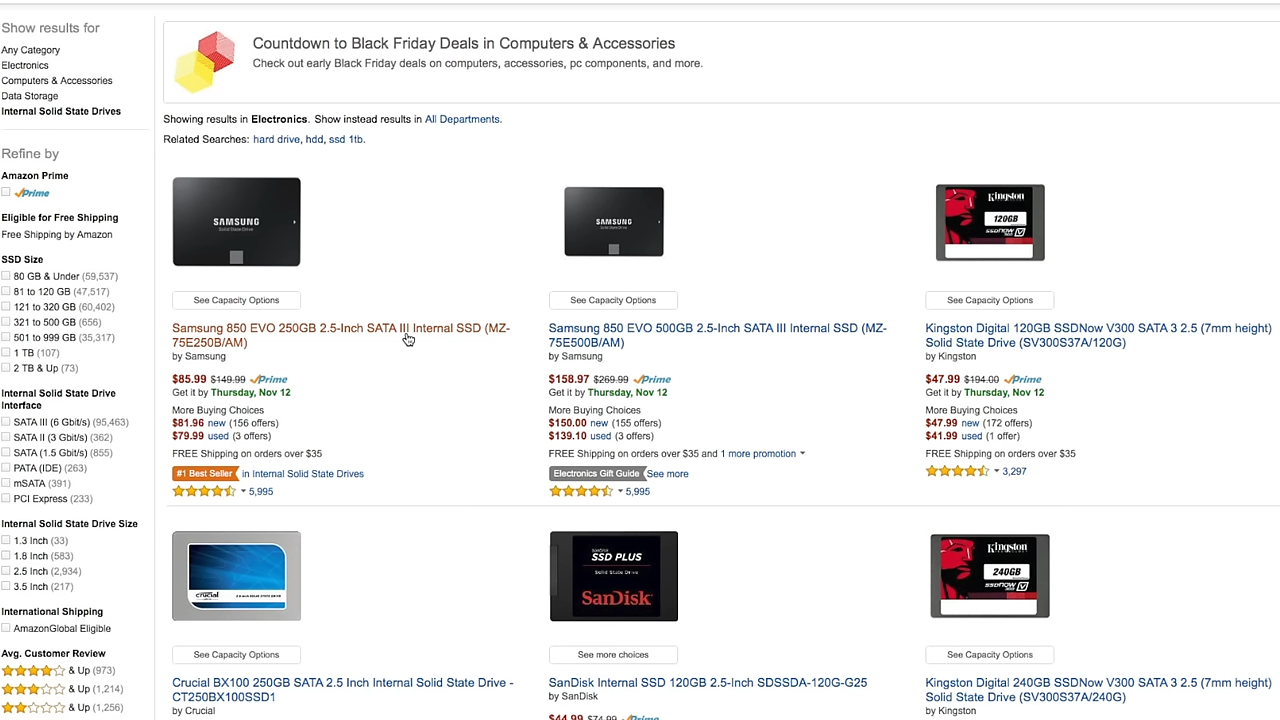 Show results for
Any Category
Electronics
Computers & Accessories
Data Storage
Internal Solid State Drives
Refine by
Amazon Prime
Prime
Eligible for Free Shipping
Free Shipping by Amazon
SSD Size
80 GB & Under (59,537)
81 to 120 GB (47,517)
121 to 320 GB (60,402)
321 to 500 GB (656)
501 to 999 GB (35,317)
1 TB (107)
2 TB & Up (73)
Internal Solid State Drive
Interface
SATA III (6 Gbit/s) (95,463)
SATA II (3 Gbit/s) (362)
SATA (1.5 Gbit/s) (855)
PATA (IDE) (263)
mSATA (391)
PCI Express (233)
Internal Solid State Drive Size
1.3 Inch (33)
1.8 Inch (583)
2.5 Inch (2,934)
3.5 Inch (217)
International Shipping
AmazonGlobal Eligible
Avg. Customer Review
& Up (973)
& Up (1,214)
& Up (1,256)
Countdown to Black Friday Deals in Computers & Accessories
Check out early Black Friday deals on computers, accessories, pc components, and more.
Showing results in Electronics. Show instead results in All Departments.
Related Searches: hard drive, hdd, ssd 1tb.
SAMSUNG
Solid State Drive
See Capacity Options
Samsung 850 EVO 250GB 2.5-Inch SATA III Internal SSD (MZ-
75E250B/AM)
by Samsung
$85.99 $149.99 Prime
Get it by Thursday, Nov 12
More Buying Choices
$81.96 new (156 offers)
$79.99 used (3 offers)
FREE Shipping on orders over $35
#1 Best Seller in Internal Solid State Drives
5,995
SAMSUNG
Solid State Drive
See Capacity Options
Samsung 850 EVO 500GB 2.5-Inch SATA III Internal SSD (MZ-
75E500B/AM)
by Samsung
$158.97 $269.99 Prime
Get it by Thursday, Nov 12
More Buying Choices
$150.00 new (155 offers)
$139.10 used (3 offers)
FREE Shipping on orders over $35 and 1 more promotion
Electronics Gift Guide See more
5,995
Kingston
120GB
SSDNOW V
See Capacity Options
Kingston Digital 120GB SSDNow V300 SATA 3 2.5 (7mm height)
Solid State Drive (SV300S37A/120G)
by Kingston
$47.99 $194.00 Prime
Get it by Thursday, Nov 12
More Buying Choices
$47.99 new (172 offers)
$41.99 used (1 offer)
FREE Shipping on orders over $35
3,297
crucial
See Capacity Options
Crucial BX100 250GB SATA 2.5 Inch Internal Solid State Drive -
CT250BX100SSD1
by Crucial
SanDisk
SSD PLUS
Solid State Drive
SanDisk
See more choices
SanDisk Internal SSD 120GB 2.5-Inch SDSSDA-120G-G25
by SanDisk
$44.99 $74.99 Prime
Kingston
240GB
SSDNOW V
See Capacity Options
Kingston Digital 240GB SSDNow V300 SATA 3 2.5 (7mm height)
Solid State Drive (SV300S37A/240G)
by Kingston